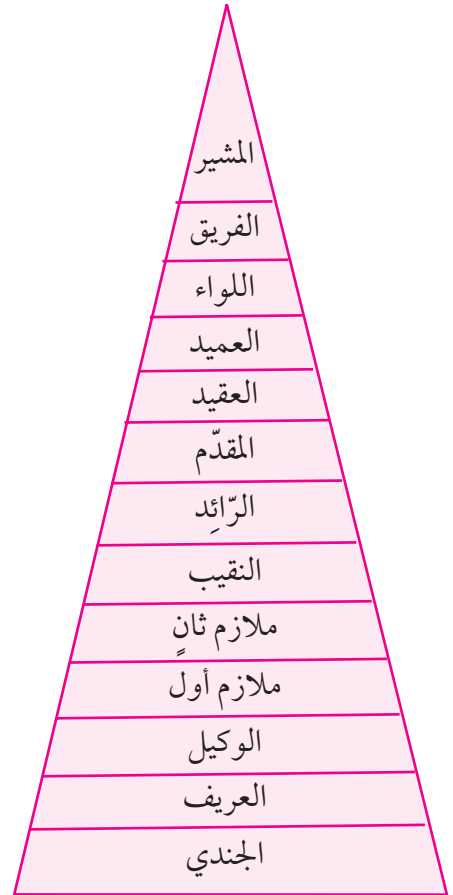 المشير
الفريق
اللواء
العميد
العقيد
المقدّم
الرّائِد
النقيب
ملازم ثانٍ
ملازم أول
الوكيل
العريف
الجندي